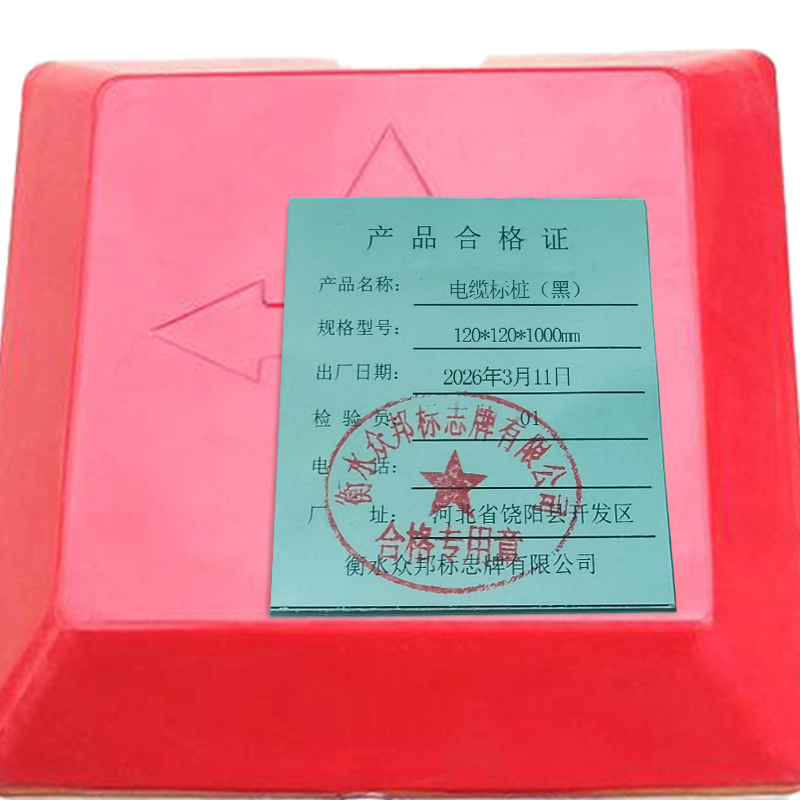 产品合格证
产品名称： 电缆标桩（黑）
规格型号： 120*120*1000mm
出厂日期： 2026年3月11日
检验员： 01
电话：
厂址： 河北省饶阳县开发区
衡水众邦标志牌有限公司
衡水众邦标志牌有限公司
合格专用章